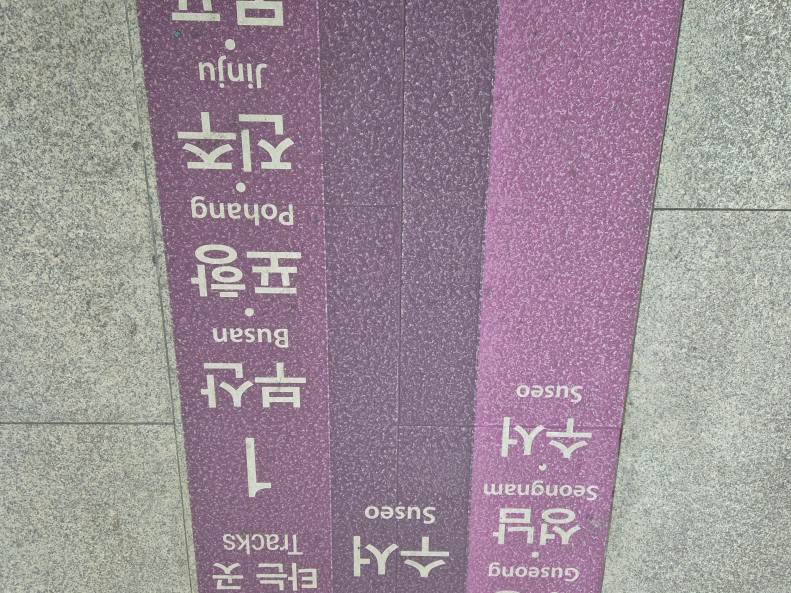 Guseong
·
성남
Seongnam
·
수서
Suseo
수서
Suseo
타는 곳
Tracks
1
부산
Busan
·
포항
Pohang
·
진주
Jinju
·